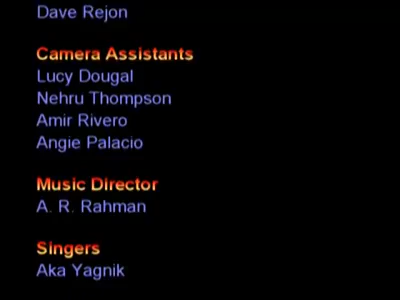 Dave Rejon
Camera Assistants
Lucy Dougal
Nehru Thompson
Amir Rivero
Angie Palacio
Music Director
A. R. Rahman
Singers
Aka Yagnik